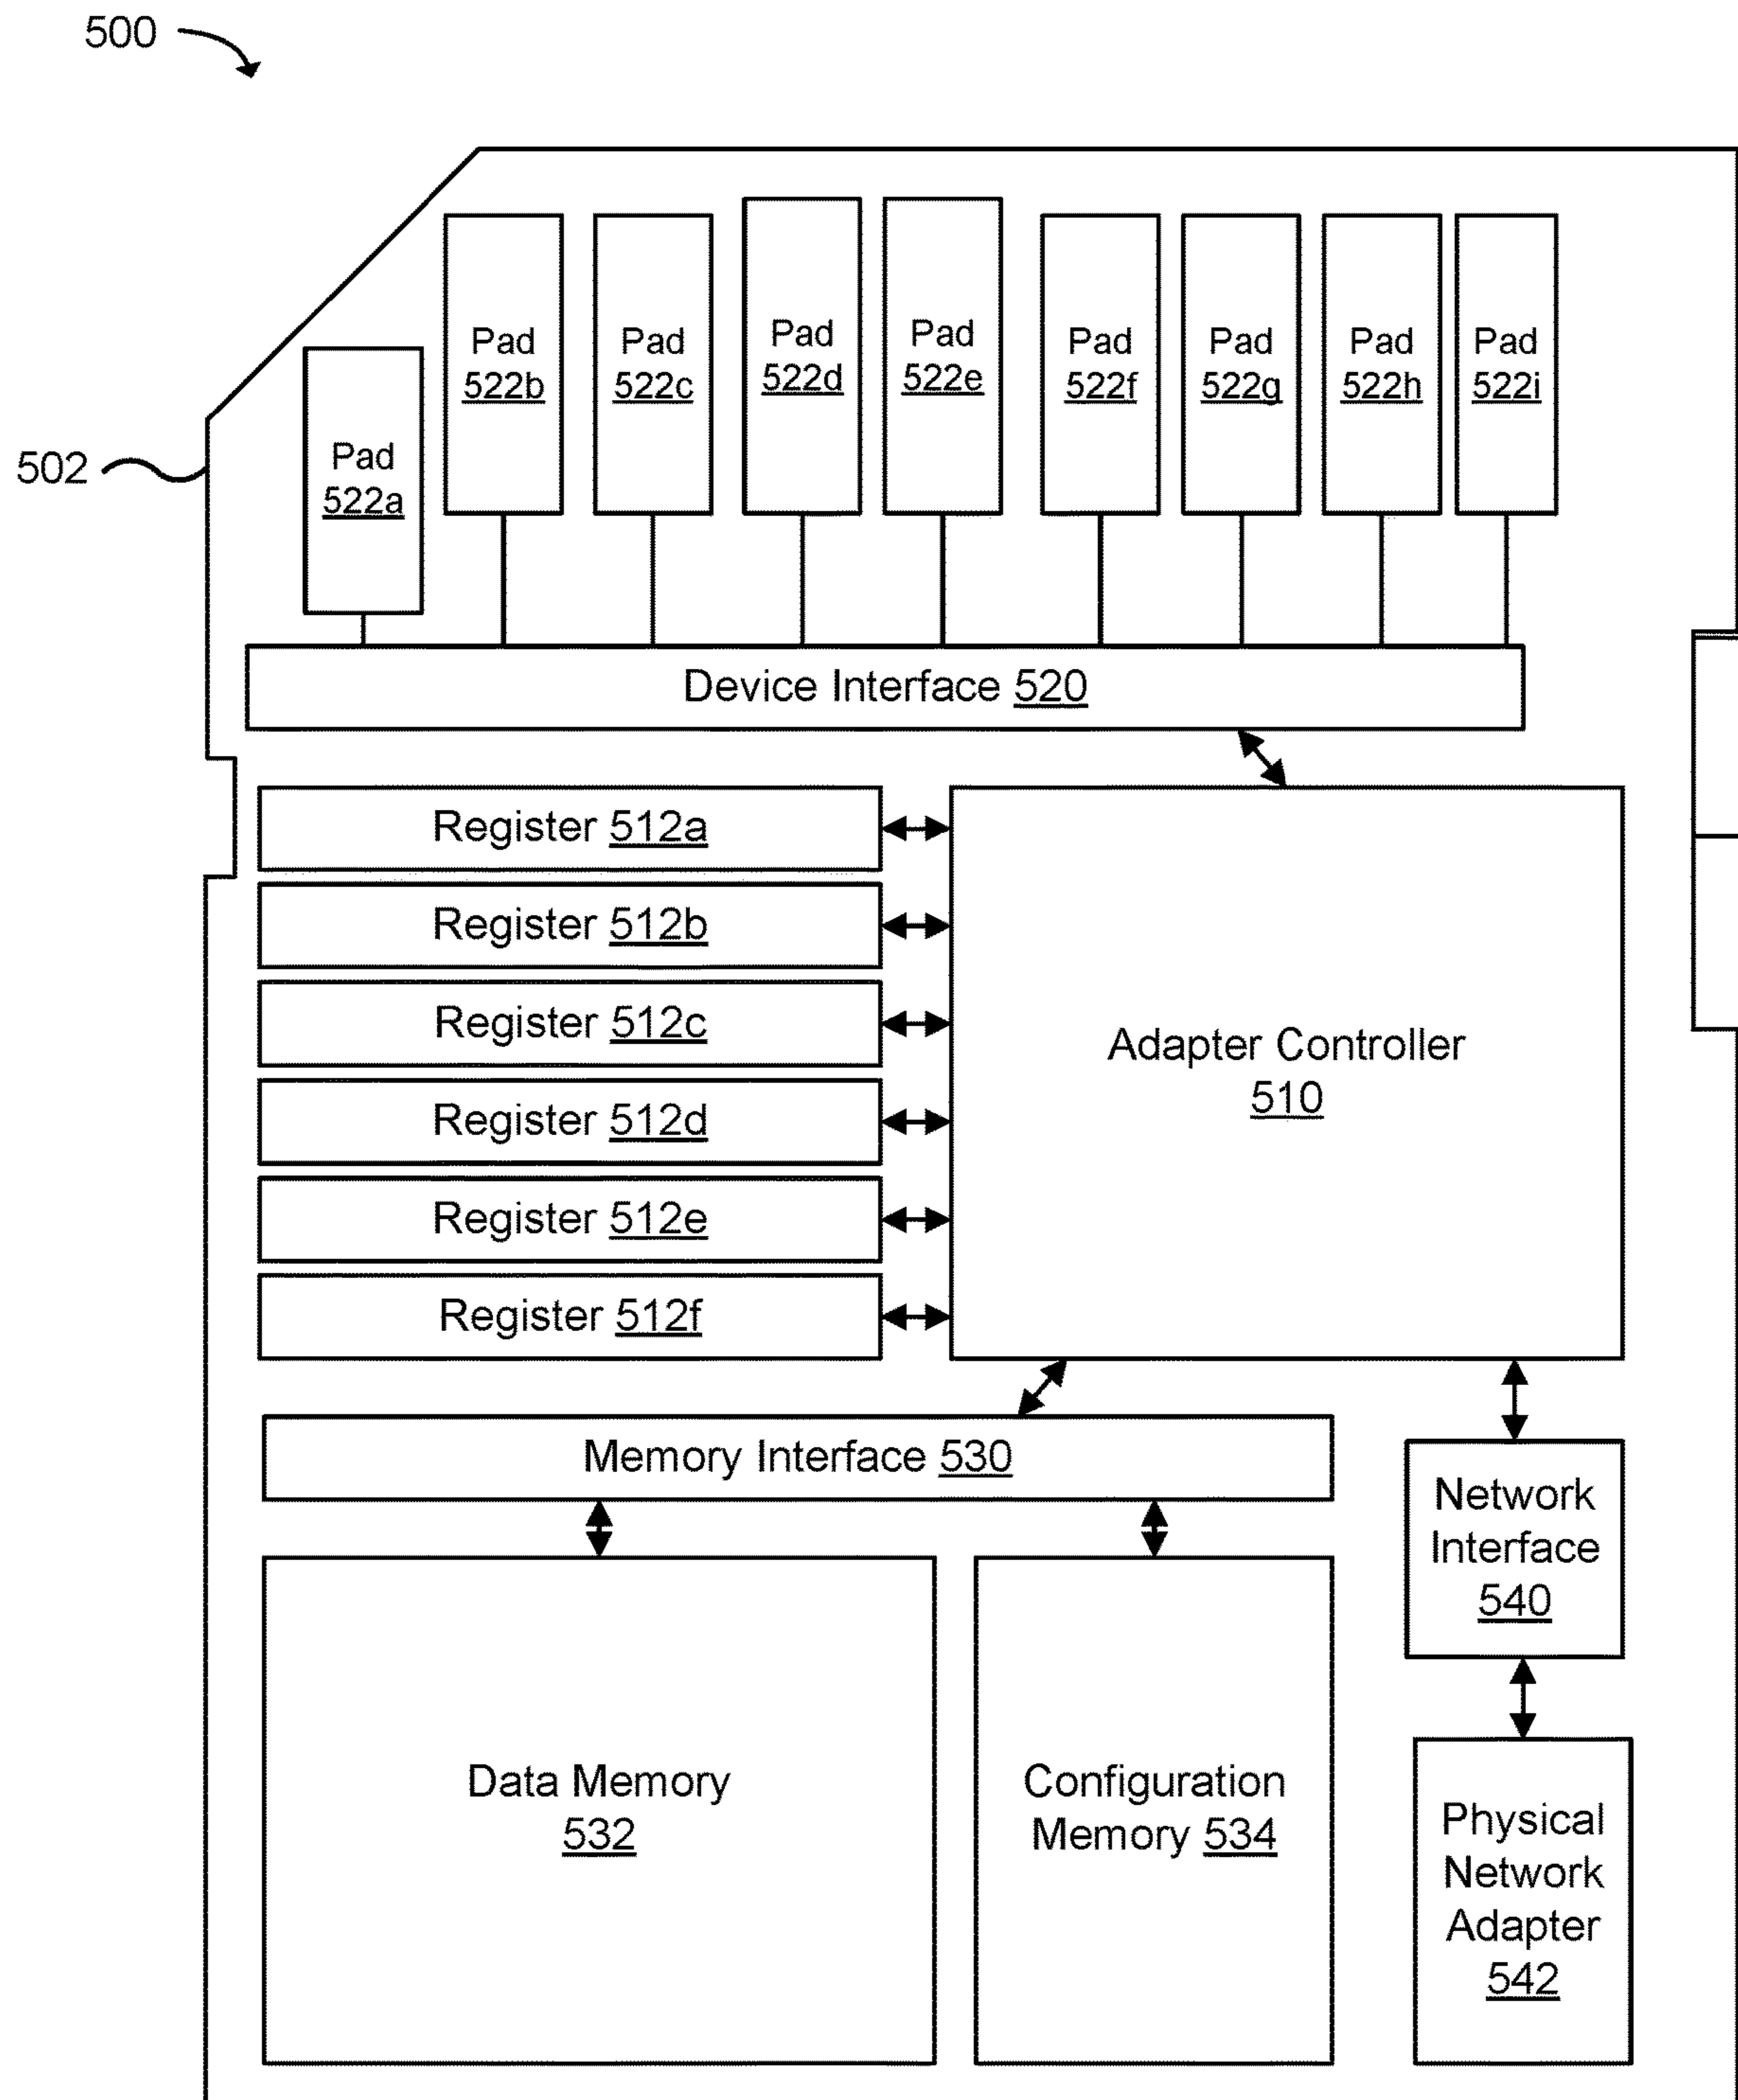 500
502
Pad
522a
Pad
522b
Pad
522c
Pad
522d
Pad
522e
Pad
522f
Pad
522g
Pad
522h
Pad
522i
Device Interface 520
Register 512a
Register 512b
Register 512c
Register 512d
Register 512e
Register 512f
Adapter Controller
510
Memory Interface 530
Network
Interface
540
Data Memory
532
Configuration
Memory 534
Physical
Network
Adapter
542